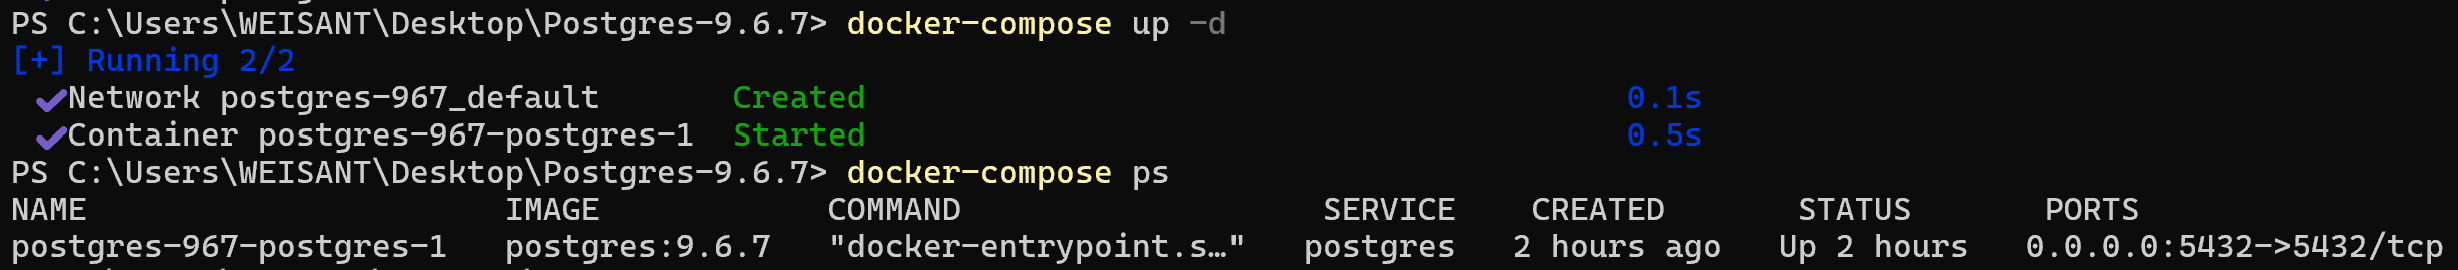 PS C:\Users\WEISANT\Desktop\Postgres-9.6.7> docker-compose up -d
[+] Running 2/2
✔Network postgres-967_default Created 0.1s
✔Container postgres-967-postgres-1 Started 0.5s
PS C:\Users\WEISANT\Desktop\Postgres-9.6.7> docker-compose ps
NAME IMAGE COMMAND SERVICE CREATED STATUS PORTS
postgres-967-postgres-1 postgres:9.6.7 "docker-entrypoint.s…" postgres 2 hours ago Up 2 hours 0.0.0.0:5432->5432/tcp